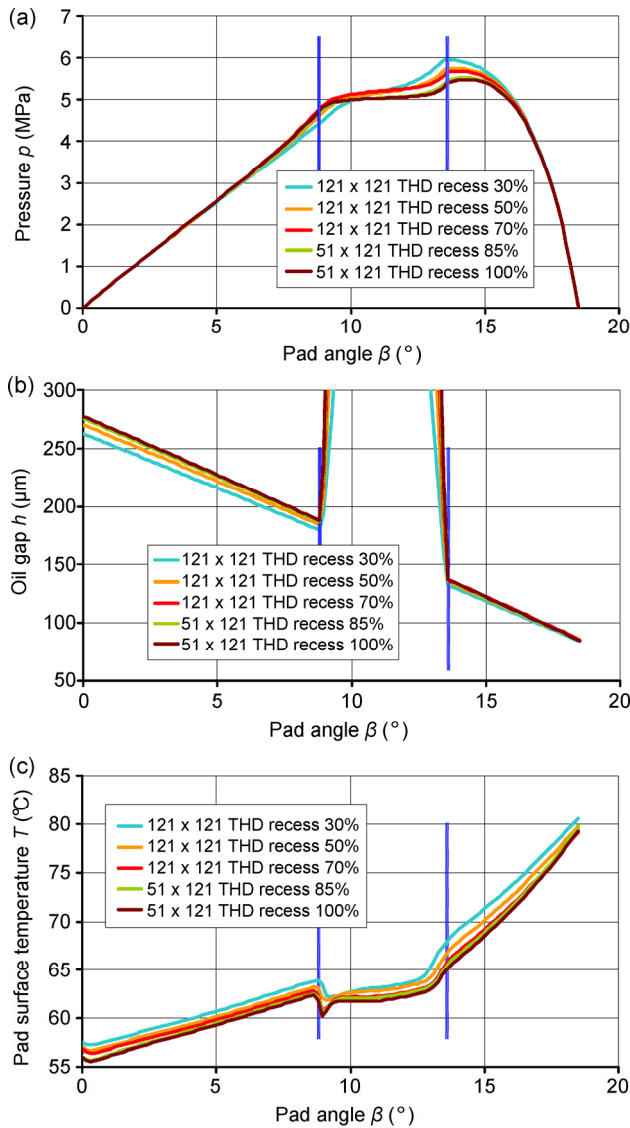 (a)
Pressure p (MPa)
6
5
4
3
2
1
0
121 x 121 THD recess 30%
121 x 121 THD recess 50%
121 x 121 THD recess 70%
51 x 121 THD recess 85%
51 x 121 THD recess 100%
0 5 10 15 20
Pad angle β (°)
(b)
Oil gap h (µm)
300
250
200
150
100
50
121 x 121 THD recess 30%
121 x 121 THD recess 50%
121 x 121 THD recess 70%
51 x 121 THD recess 85%
51 x 121 THD recess 100%
0 5 10 15 20
Pad angle β (°)
(c)
Pad surface temperature T (℃)
85
80
75
70
65
60
55
121 x 121 THD recess 30%
121 x 121 THD recess 50%
121 x 121 THD recess 70%
51 x 121 THD recess 85%
51 x 121 THD recess 100%
0 5 10 15 20
Pad angle β (°)